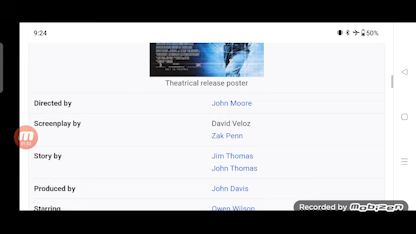 9:24
50%
Theatrical release poster
Directed by John Moore
Screenplay by David Veloz
Zak Penn
Story by Jim Thomas
John Thomas
Produced by John Davis
Starring Owen Wilson
Recorded by Mobizen